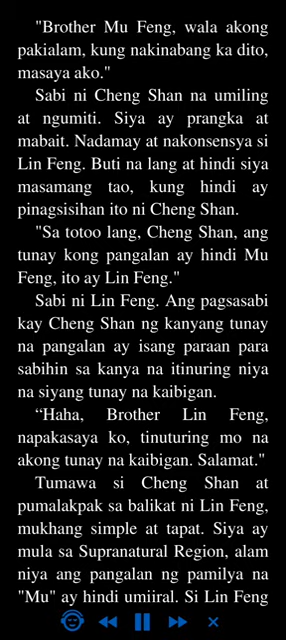 "Brother Mu Feng, wala akong
pakialam, kung nakinabang ka dito,
masaya ako."
Sabi ni Cheng Shan na umiling
at ngumiti. Siya ay prangka at
mabait. Nadamay at nakonsensya si
Lin Feng. Buti na lang at hindi siya
masamang tao, kung hindi ay
pinagsisihan ito ni Cheng Shan.
"Sa totoo lang, Cheng Shan, ang
tunay kong pangalan ay hindi Mu
Feng, ito ay Lin Feng."
Sabi ni Lin Feng. Ang pagsasabi
kay Cheng Shan ng kanyang tunay
na pangalan ay isang paraan para
sabihin sa kanya na itinuring niya
na siyang tunay na kaibigan.
“Haha, Brother Lin Feng,
napakasaya ko, tinuturing mo na
akong tunay na kaibigan. Salamat."
Tumawa si Cheng Shan at
pumalakpak sa balikat ni Lin Feng,
mukhang simple at tapat. Siya ay
mula sa Supranatural Region, alam
niya ang pangalan ng pamilya na
"Mu" ay hindi umiiral. Si Lin Feng